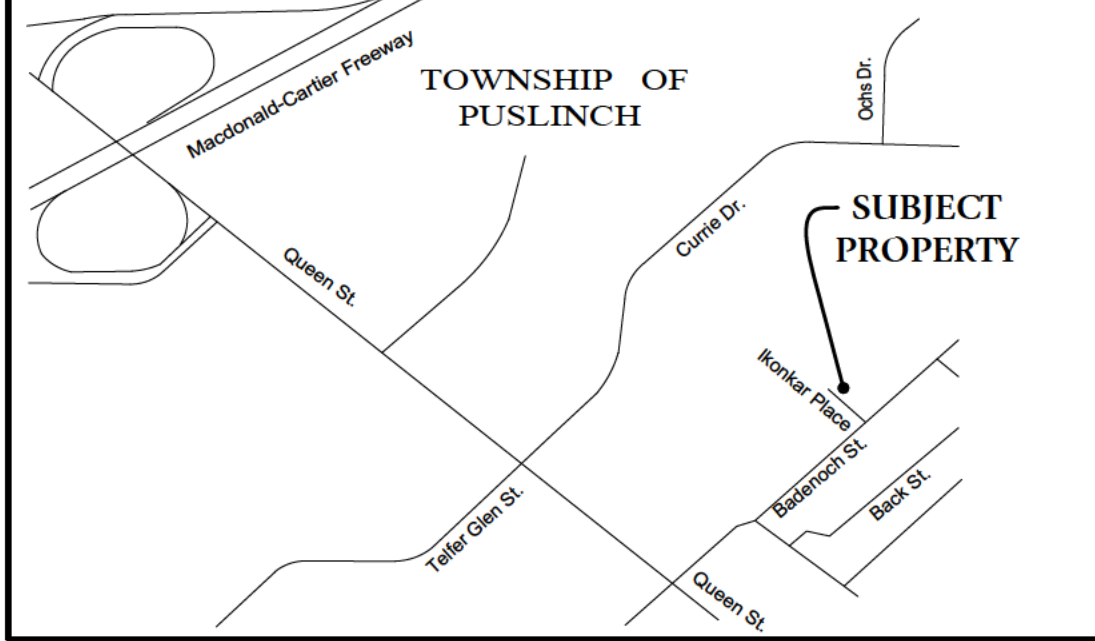 Macdonald-Cartier Freeway
TOWNSHIP OF
PUSLINCH
Ochs Dr.
SUBJECT
PROPERTY
Currie Dr.
Queen St.
Ikonkar Place
Badenoch St.
Back St.
Telfer Glen St.
Queen St.